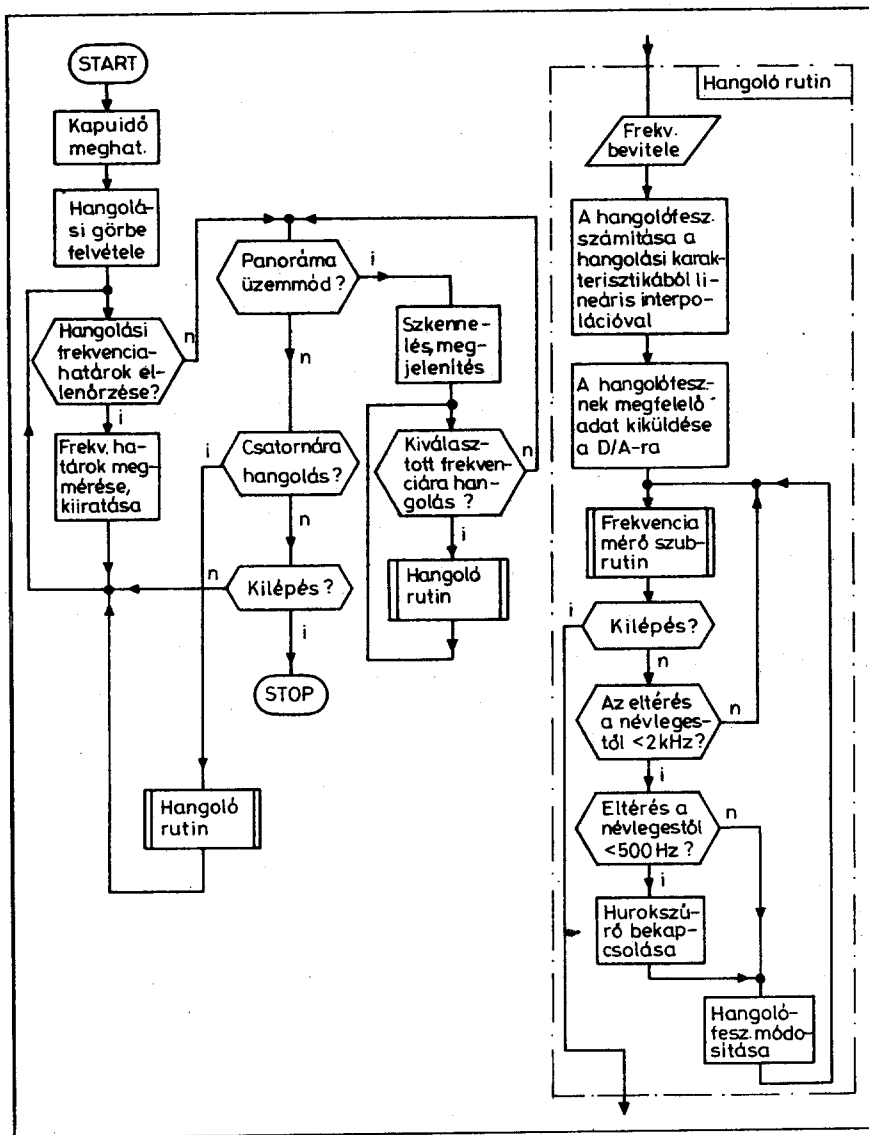 START
Kapuidő
meghat.
Hangolá-
si görbe
felvétele
Hangolási
frekvencia-
határok el-
lenőrzése?
n
i
Frekv. ha-
tárok meg-
mérése,
kiiratása
Panoráma
üzemmód?
i
n
Szkenne-
lés, meg-
jelenítés
Csatornára
hangolás?
i
n
Kiválasz-
tott frekven-
ciára han-
golás ?
n
i
Hangoló
rutin
Kilépés?
n
i
STOP
Hangoló
rutin
Hangoló rutin
Frekv.
bevitele
A hangolófesz.
számítása a
hangolási karak-
terisztikából li-
neáris interpo-
lációval
A hangolófesz-
nek megfelelő
adat kiküldése
a D/A-ra
Frekvencia
mérő szub-
rutin
Kilépés?
i
n
Az eltérés
a névleges-
től <2kHz?
n
i
Eltérés a
névlegestől
<500Hz ?
n
i
Hurokszű-
rő bekap-
csolása
Hangoló-
fesz. módo-
sítása